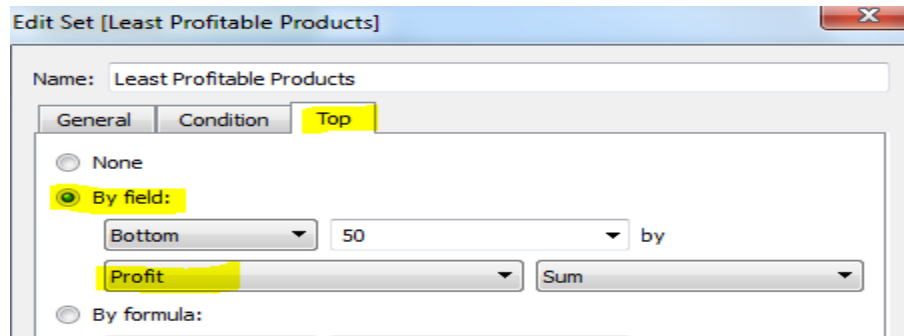 Edit Set [Least Profitable Products]
Name: Least Profitable Products
General Condition Top
None
By field:
Bottom 50 by
Profit Sum
By formula: